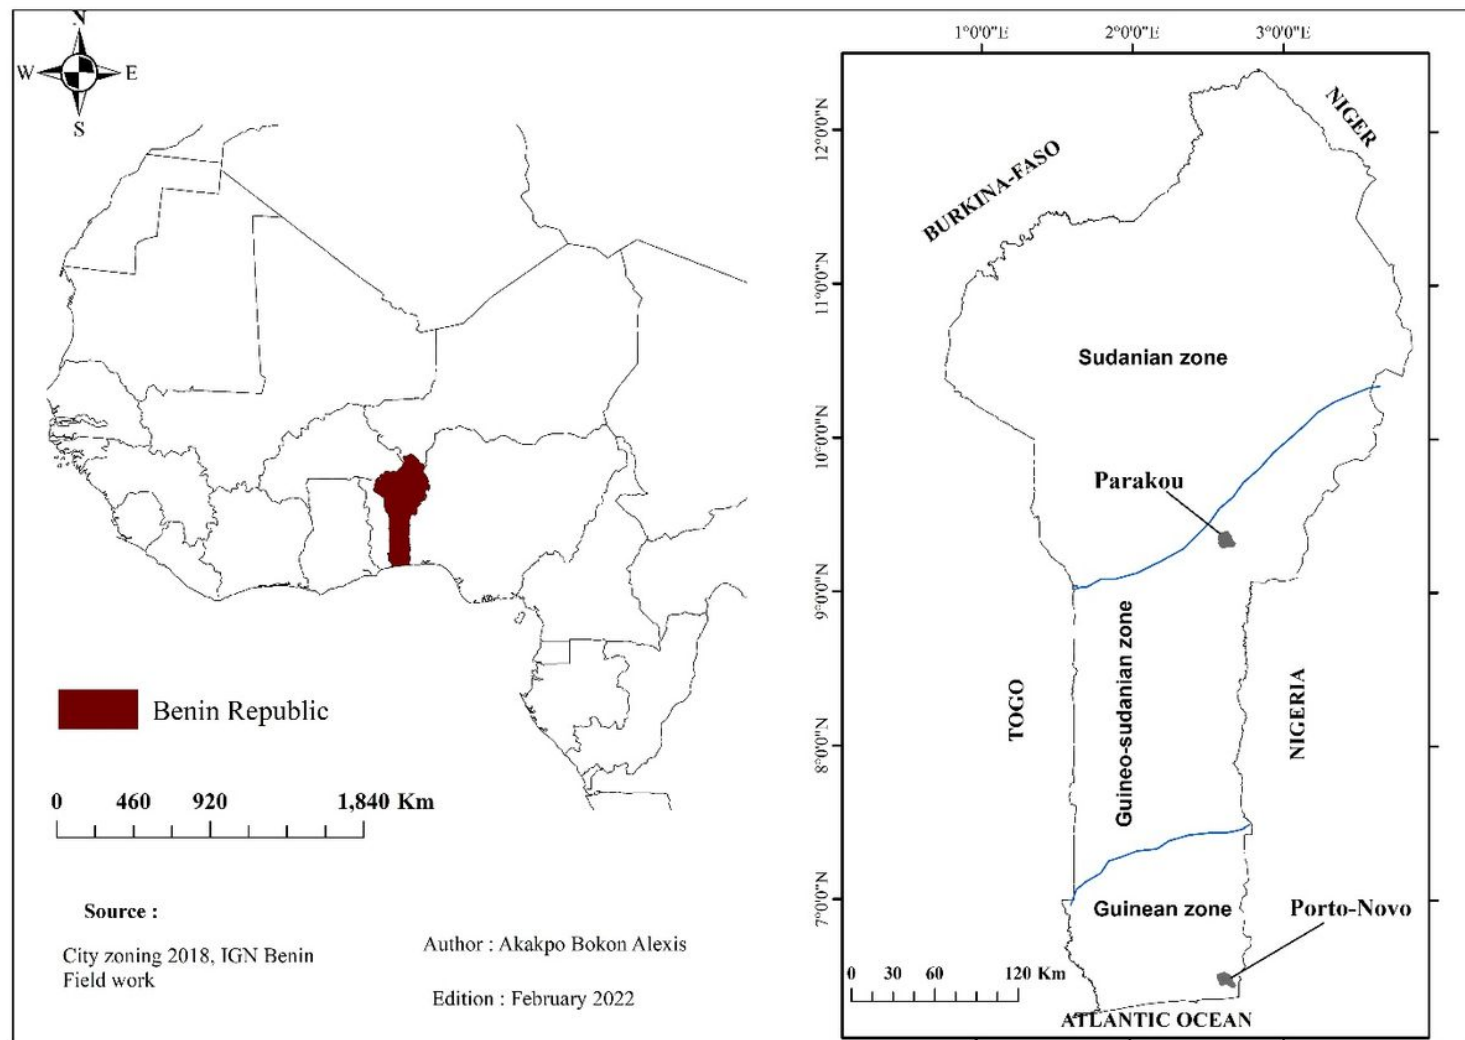 N
W E
S
Benin Republic
0 460 920 1,840 Km
Source :
City zoning 2018, IGN Benin
Field work
Author : Akakpo Bokon Alexis
Edition : February 2022
1°0'0"E 2°0'0"E 3°0'0"E
12°0'0"N
11°0'0"N
10°0'0"N
9°0'0"N
8°0'0"N
7°0'0"N
NIGER
BURKINA-FASO
Sudanian zone
Parakou
Guineo-sudanian zone
TOGO
NIGERIA
Guinean zone
Porto-Novo
0 30 60 120 Km
ATLANTIC OCEAN